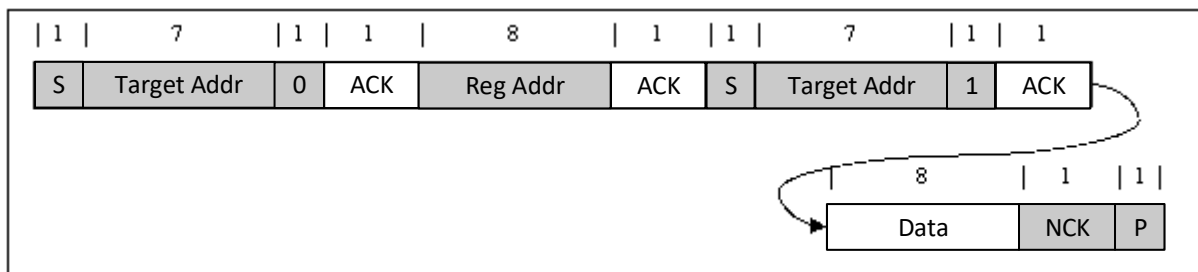 | 1 | 7 | 1 | 1 | 8 | 1 | 1 | 7 | 1 | 1
S Target Addr 0 ACK Reg Addr ACK S Target Addr 1 ACK
| 8 | 1 | 1 |
Data NCK P